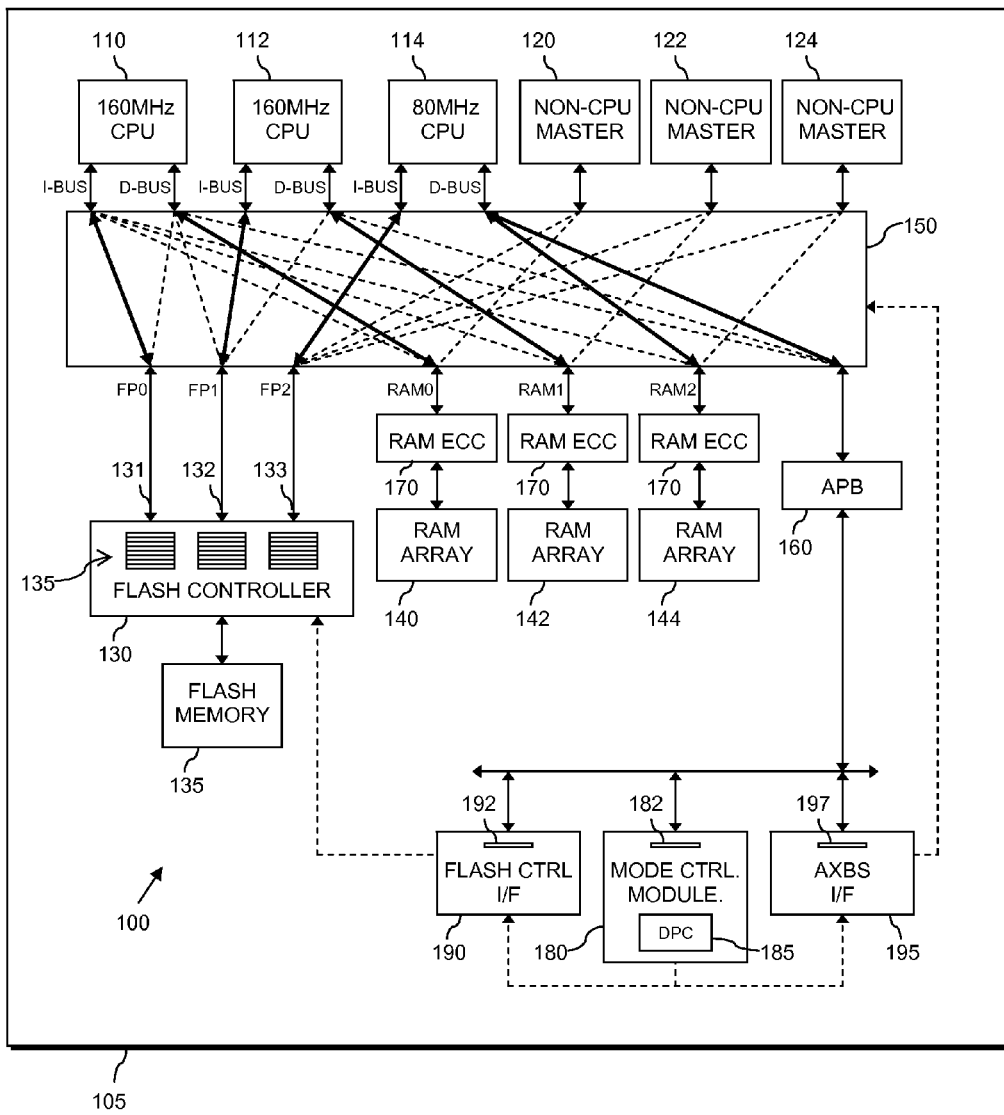 110
112
114
120
122
124
160MHz
CPU
160MHz
CPU
80MHz
CPU
NON-CPU
MASTER
NON-CPU
MASTER
NON-CPU
MASTER
I-BUS
D-BUS
I-BUS
D-BUS
I-BUS
D-BUS
150
FP0
FP1
FP2
RAM0
RAM1
RAM2
RAM ECC
RAM ECC
RAM ECC
170
170
170
APB
160
131
132
133
135
FLASH CONTROLLER
130
RAM
ARRAY
RAM
ARRAY
RAM
ARRAY
140
142
144
FLASH
MEMORY
135
192
182
197
FLASH CTRL
I/F
MODE CTRL.
MODULE.
AXBS
I/F
DPC
190
180
185
195
100
105